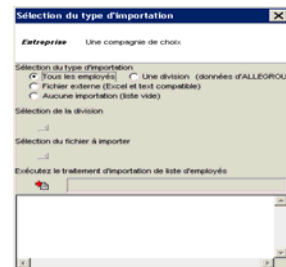 Sélection du type d'importation
Entreprise Une compagnie de choix
Sélection du type d'importation
Tous les employés Une division (données d'ALLEGROU
Fichier externe (Excel et text compatible)
Aucune importation (liste vide)
Sélection de la division
Sélection du fichier à importer
Exécutez le traitement d'importation de liste d'employés